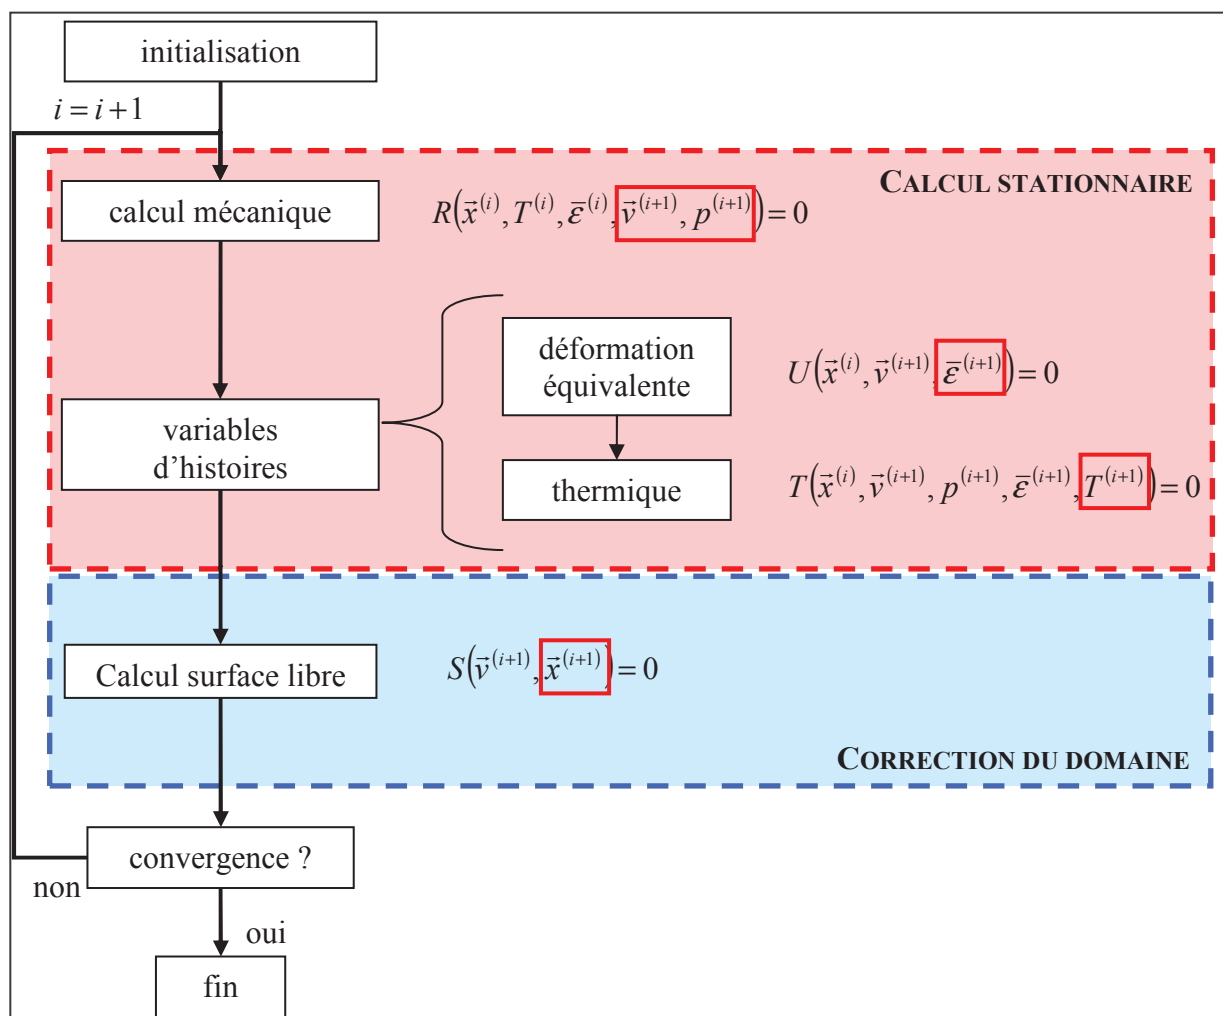 initialisation
i = i + 1
CALCUL STATIONNAIRE
calcul mécanique
R(x⃗^(i), T^(i), ε̅^(i), v⃗^(i+1), p^(i+1)) = 0
déformation
équivalente
U(x⃗^(i), v⃗^(i+1), ε̅^(i+1)) = 0
variables
d’histoires
thermique
T(x⃗^(i), v⃗^(i+1), p^(i+1), ε̅^(i+1), T^(i+1)) = 0
Calcul surface libre
S(v⃗^(i+1), x⃗^(i+1)) = 0
CORRECTION DU DOMAINE
convergence ?
non
oui
fin